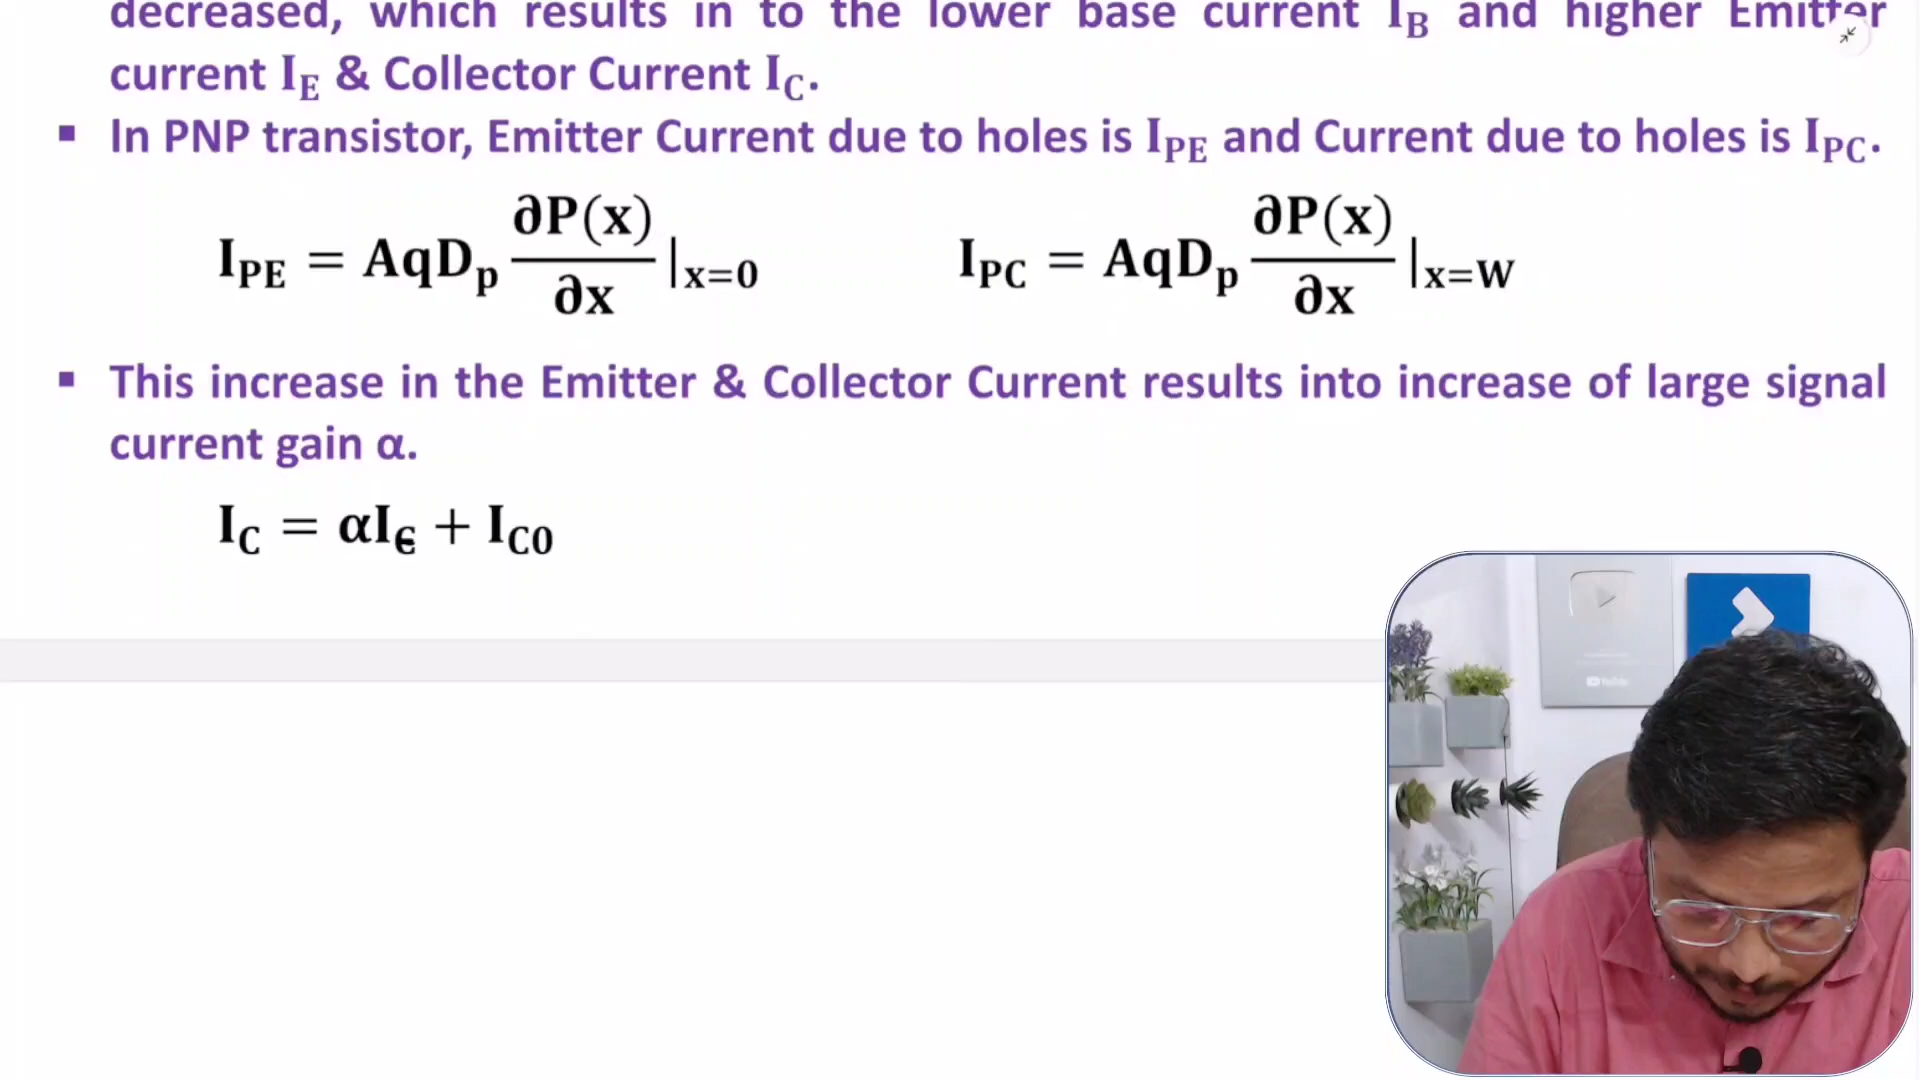 decreased, which results in to the lower base current I_B and higher Emitter
current I_E & Collector Current I_C.
▪ In PNP transistor, Emitter Current due to holes is I_PE and Current due to holes is I_PC.
I_PE = AqD_p ∂P(x)/∂x |_x=0    I_PC = AqD_p ∂P(x)/∂x |_x=W
▪ This increase in the Emitter & Collector Current results into increase of large signal
current gain α.
I_C = αI_E + I_C0
YouTube